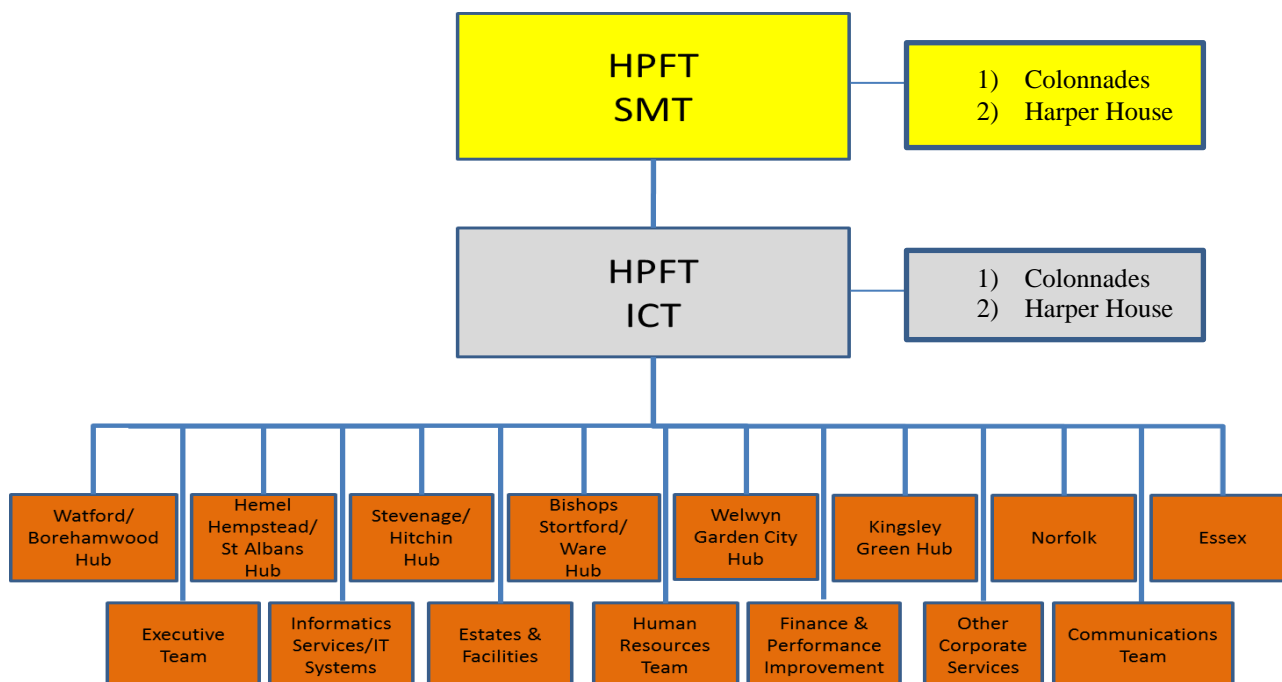 HPFT
SMT
1) Colonnades
2) Harper House
HPFT
ICT
1) Colonnades
2) Harper House
Watford/
Borehamwood
Hub
Hemel
Hempstead/
St Albans
Hub
Stevenage/
Hitchin
Hub
Bishops
Stortford/
Ware
Hub
Welwyn
Garden City
Hub
Kingsley
Green Hub
Norfolk
Essex
Executive
Team
Informatics
Services/IT
Systems
Estates &
Facilities
Human
Resources
Team
Finance &
Performance
Improvement
Other
Corporate
Services
Communications
Team